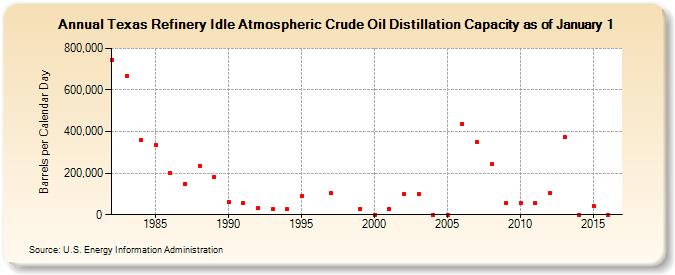 Annual Texas Refinery Idle Atmospheric Crude Oil Distillation Capacity as of January 1
Barrels per Calendar Day
800,000
600,000
400,000
200,000
0
1985 1990 1995 2000 2005 2010 2015
Source: U.S. Energy Information Administration